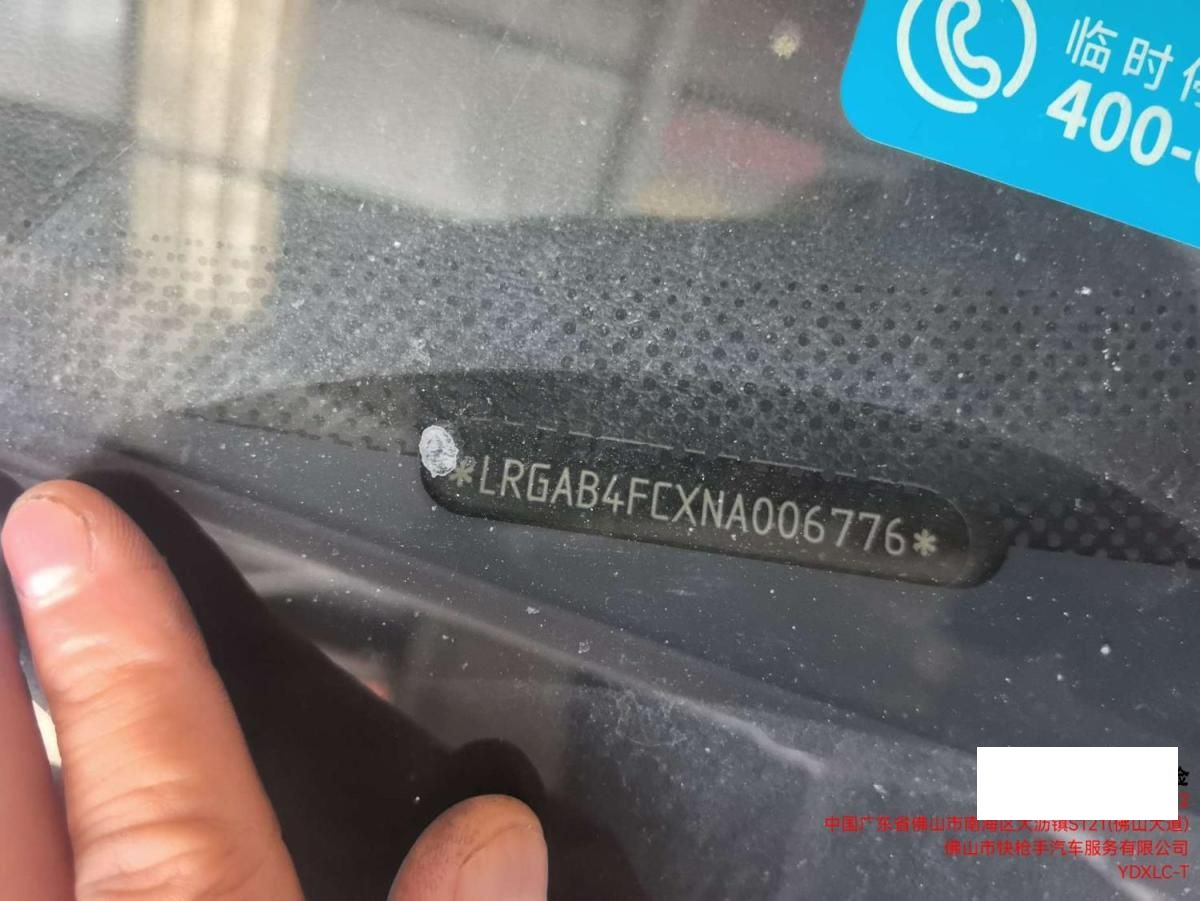 临时停
400-
*LRGAB4FCXNA006776*
中国广东省佛山市南海区大沥镇S121(佛山大道)
佛山市快枪手汽车服务有限公司
YDXLC-T